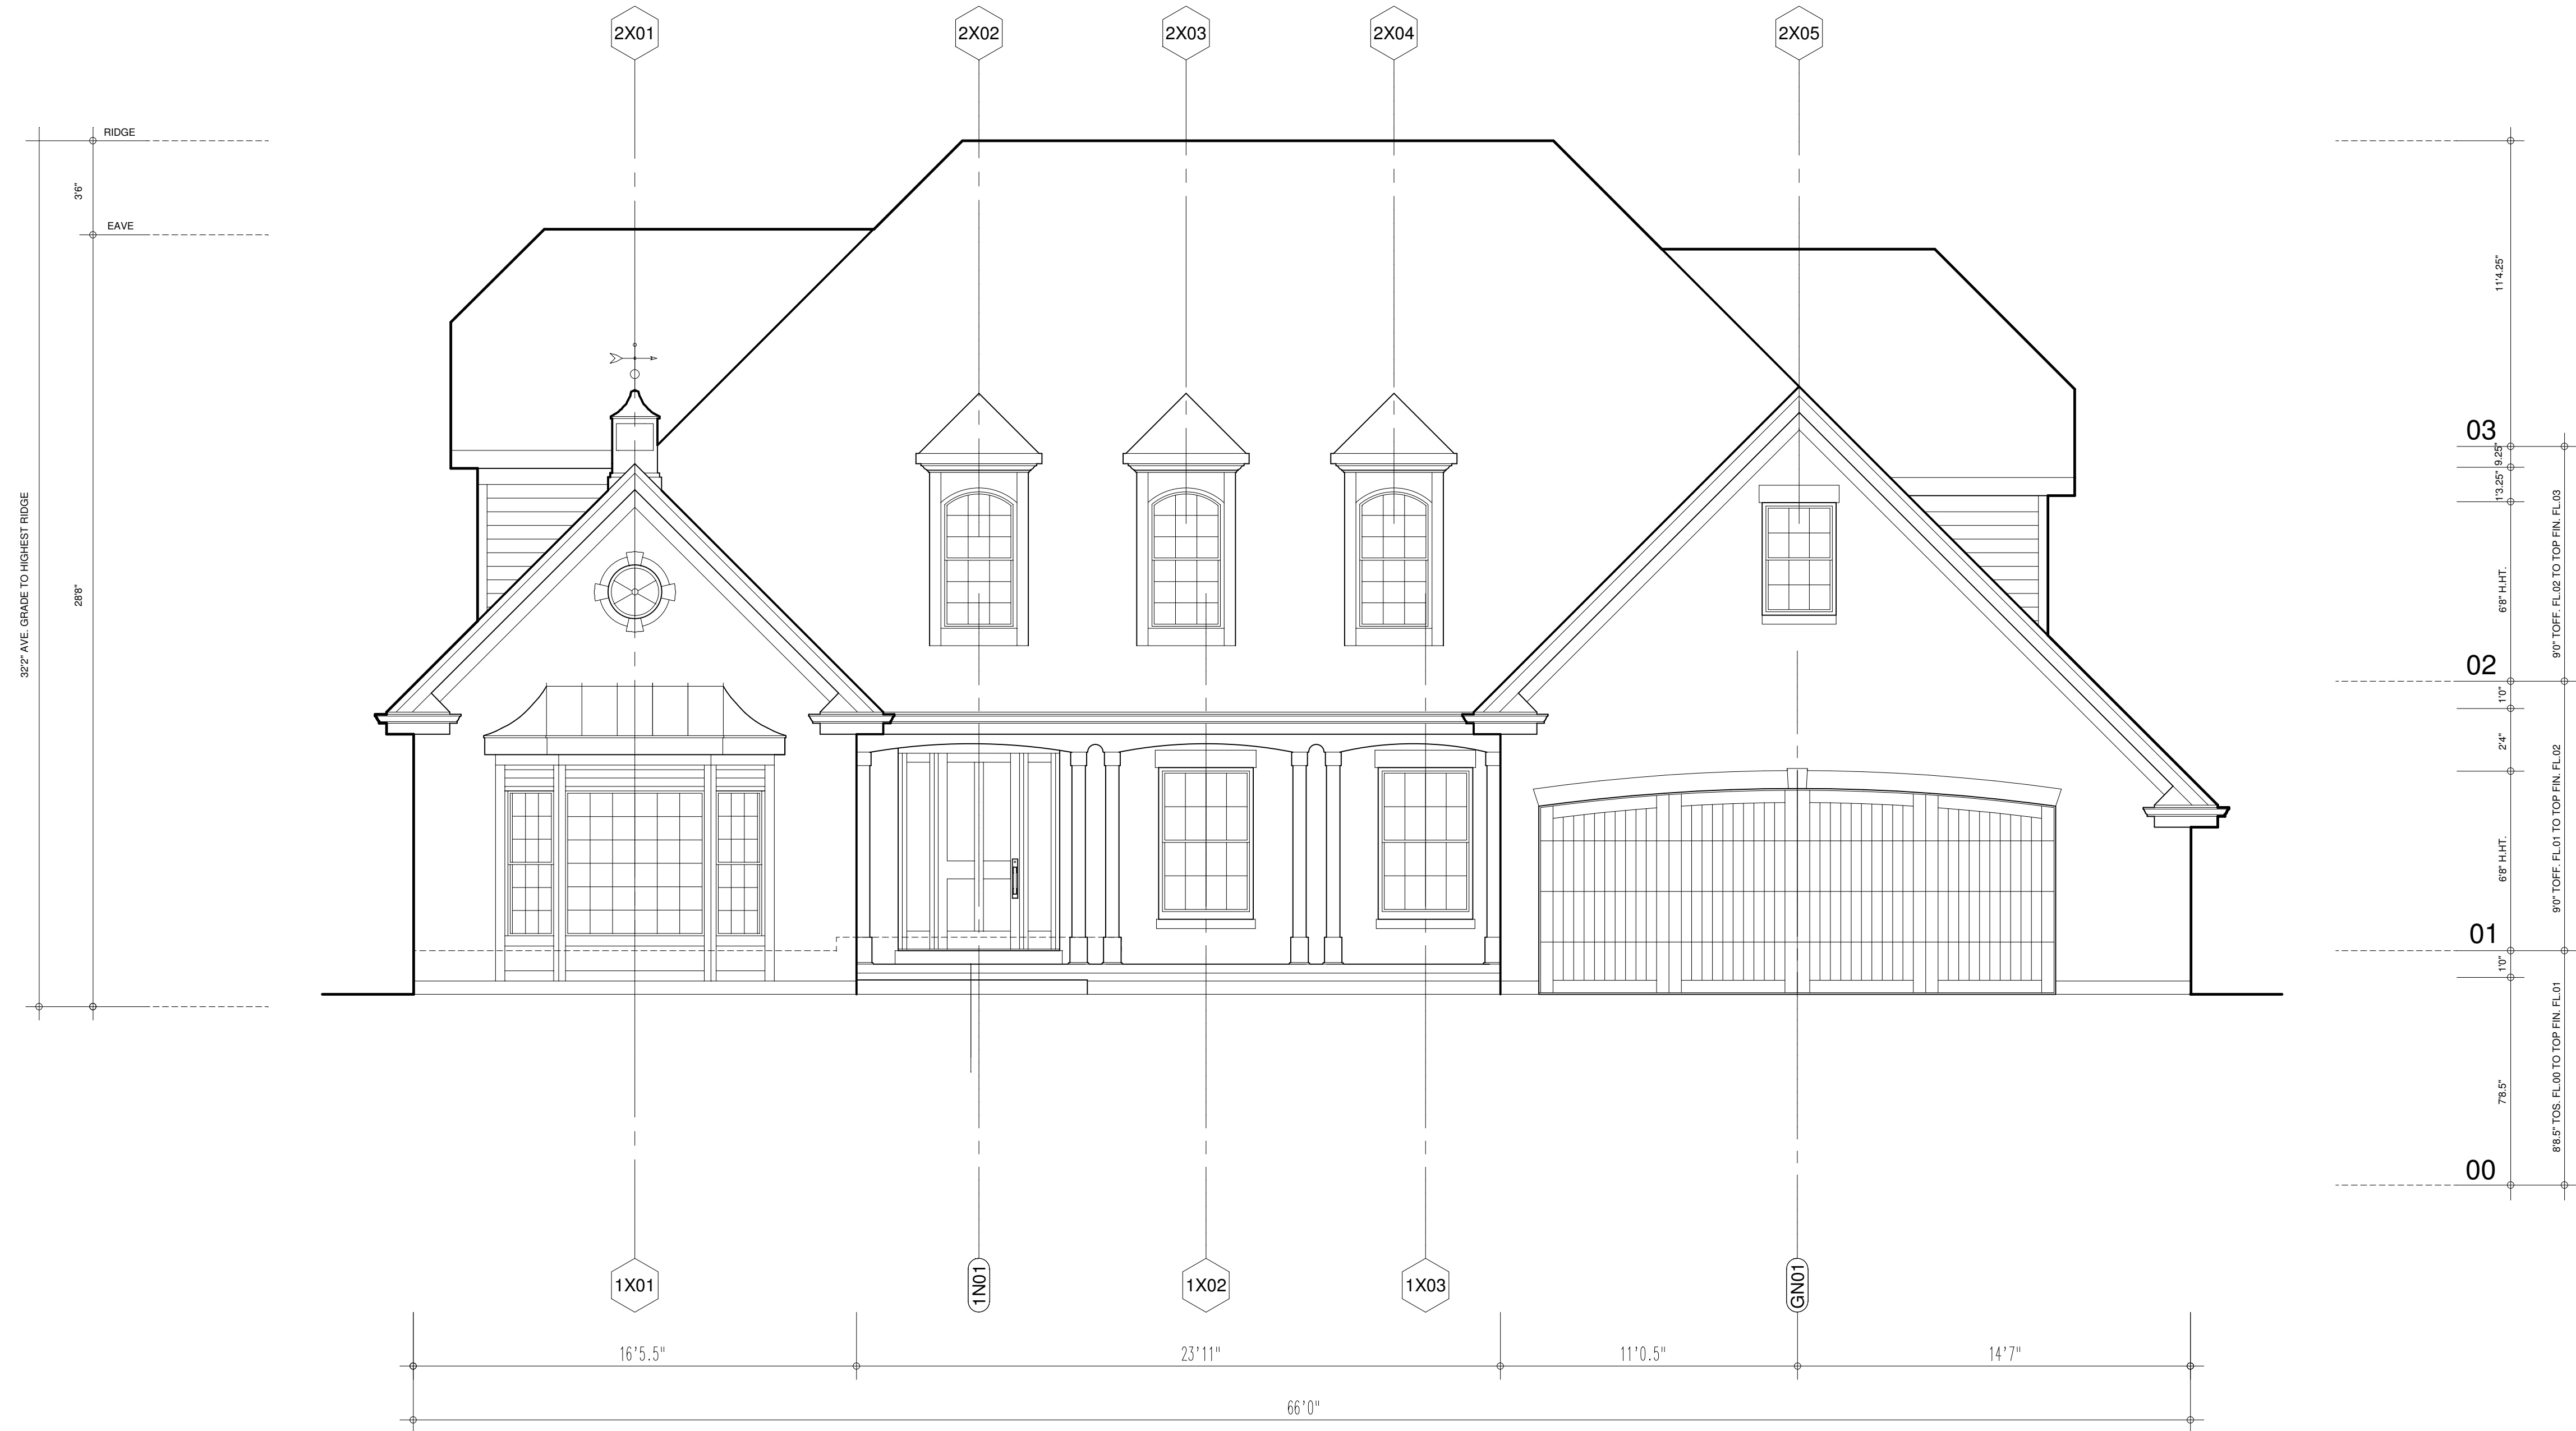 2X01
2X02
2X03
2X04
2X05
RIDGE
3'6"
EAVE
32'2" AVE. GRADE TO HIGHEST RIDGE
28'8"
11'4.25"
03
9.25"
1'3.25"
6'8" H.HT.
9'0" TOFF. FL.02 TO TOP FIN. FL.03
02
1'0"
2'4"
6'8" H.HT.
9'0" TOFF. FL.01 TO TOP FIN. FL.02
01
1'0"
7'8.5"
8'8.5" TOS. FL.00 TO TOP FIN. FL.01
00
1X01
1N01
1X02
1X03
GN01
16'5.5"
23'11"
11'0.5"
14'7"
66'0"